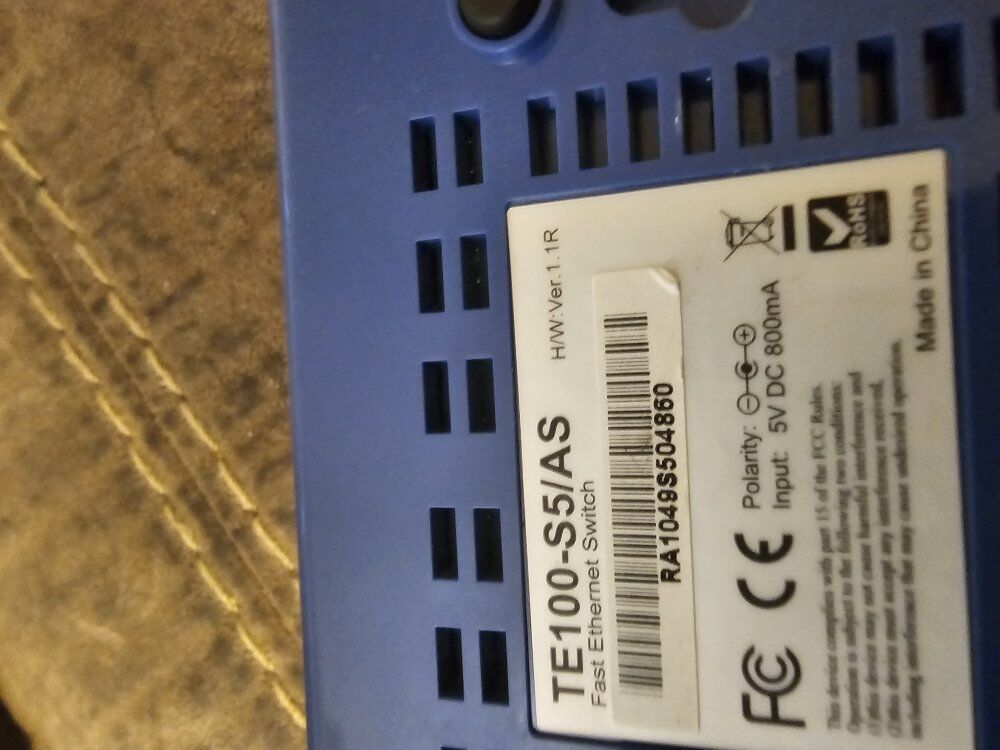 TE100-S5/AS H/W:Ver.1.1R
Fast Ethernet Switch
RA1049S504860
Polarity:
Input: 5V DC 800mA
FC CE
RoHS
This device complies with part 15 of the FCC Rules.
Operation is subject to the following two conditions:
(1)this device may not cause harmful interference and
(2)this device must accept any interference received,
including interference that may cause undesired operation.
Made in China